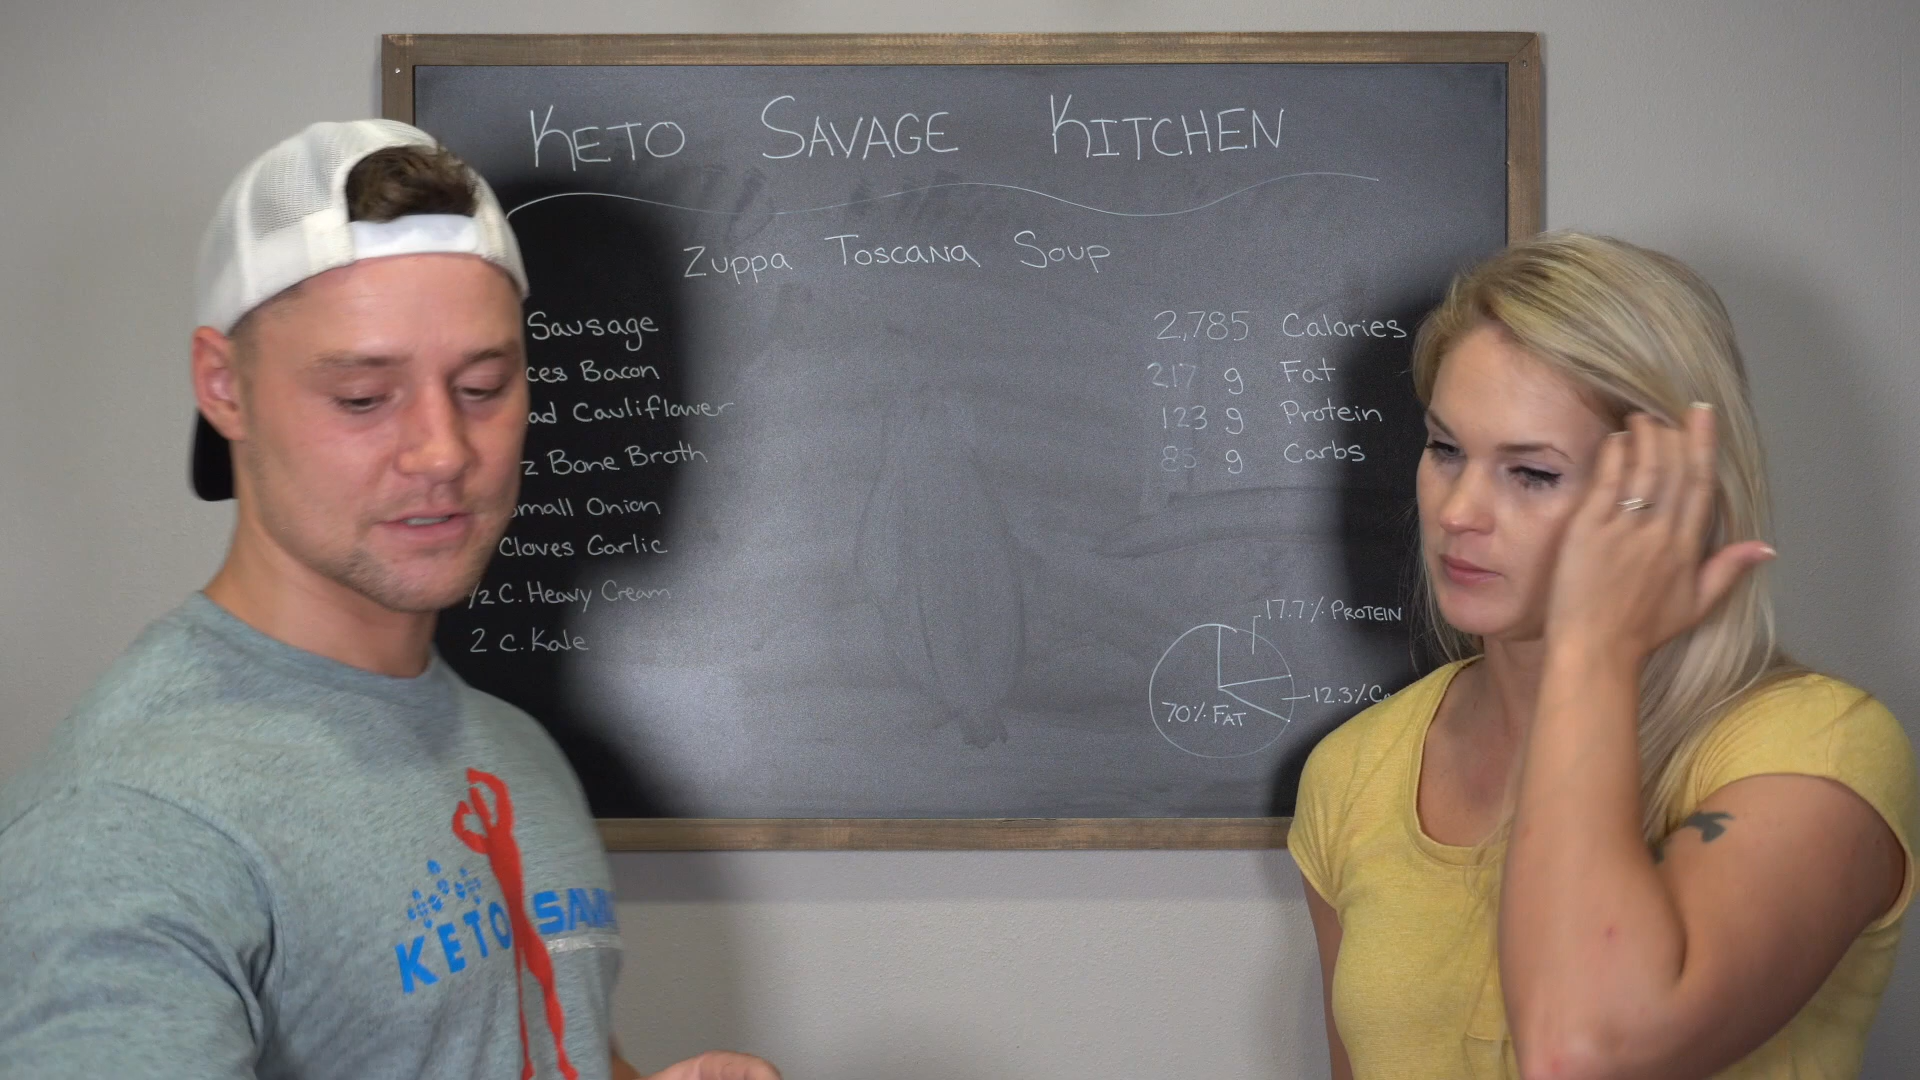 KETO SAVAGE KITCHEN
Zuppa Toscana Soup
Sausage
ces Bacon
ad Cauliflower
z Bone Broth
Small Onion
Cloves Garlic
1/2 C. Heavy Cream
2 C. Kale
2,785 Calories
217 g Fat
123 g Protein
85 g Carbs
17.7% PROTEIN
12.3% C
70% FAT
KETO SAV